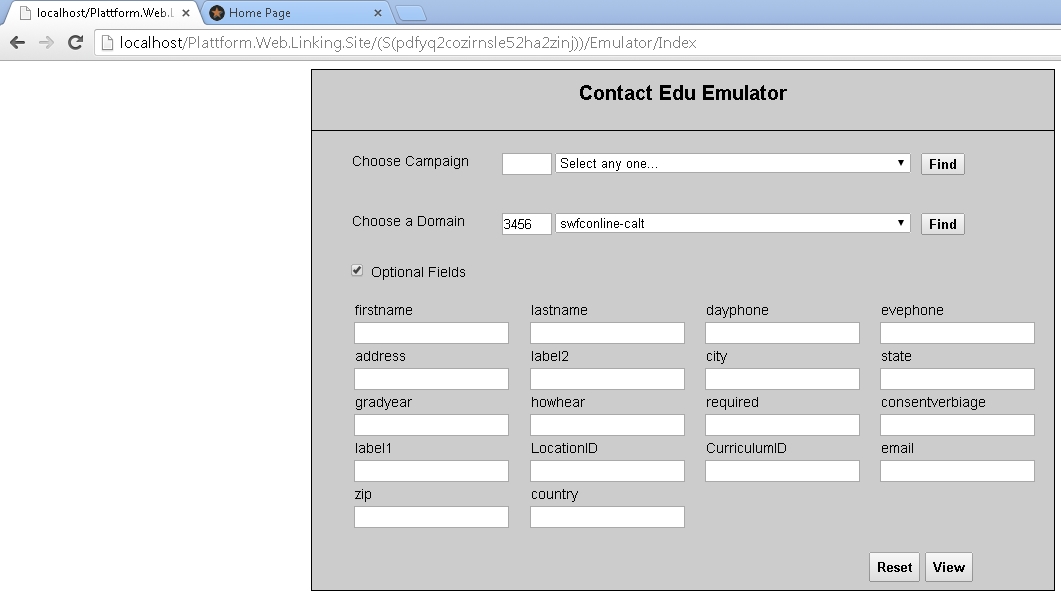 localhost/Plattform.Web.L
Home Page
localhost/Plattform.Web.Linking.Site/(S(pdfyq2cozirnsle52ha2zinj))/Emulator/Index
Contact Edu Emulator
Choose Campaign Select any one... Find
Choose a Domain 3456 swfconline-calt Find
Optional Fields
firstname lastname dayphone evephone
address label2 city state
gradyear howhear required consentverbiage
label1 LocationID CurriculumID email
zip country
Reset View